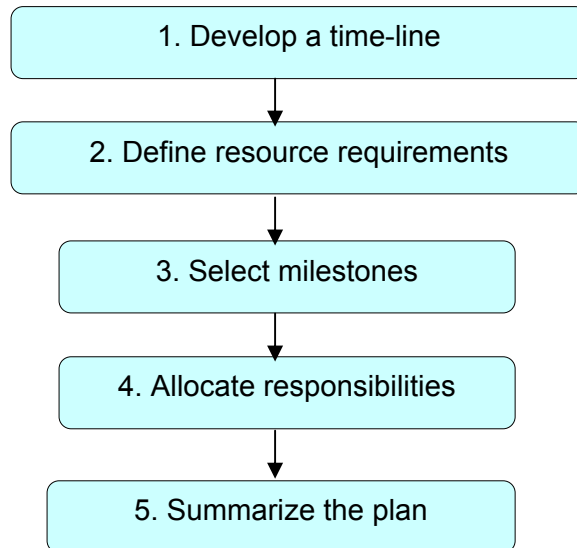 1. Develop a time-line
2. Define resource requirements
3. Select milestones
4. Allocate responsibilities
5. Summarize the plan